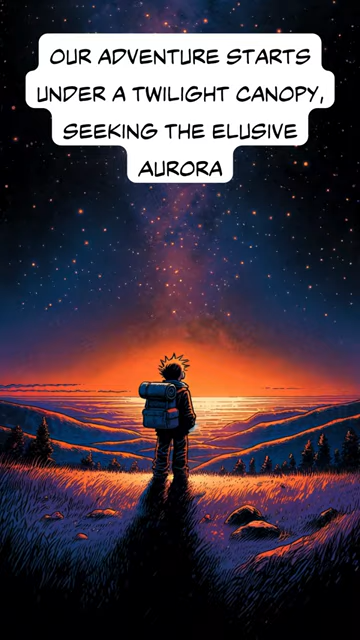 OUR ADVENTURE STARTS
UNDER A TWILIGHT CANOPY,
SEEKING THE ELUSIVE
AURORA